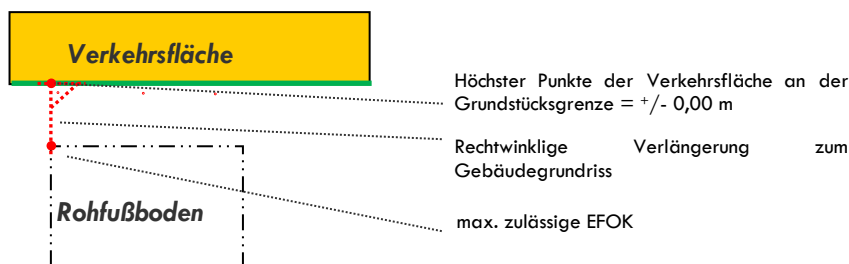 Verkehrsfläche
Höchster Punkte der Verkehrsfläche an der
Grundstücksgrenze = +/- 0,00 m
Rechtwinklige Verlängerung zum
Gebäudegrundriss
Rohfußboden
max. zulässige EFOK